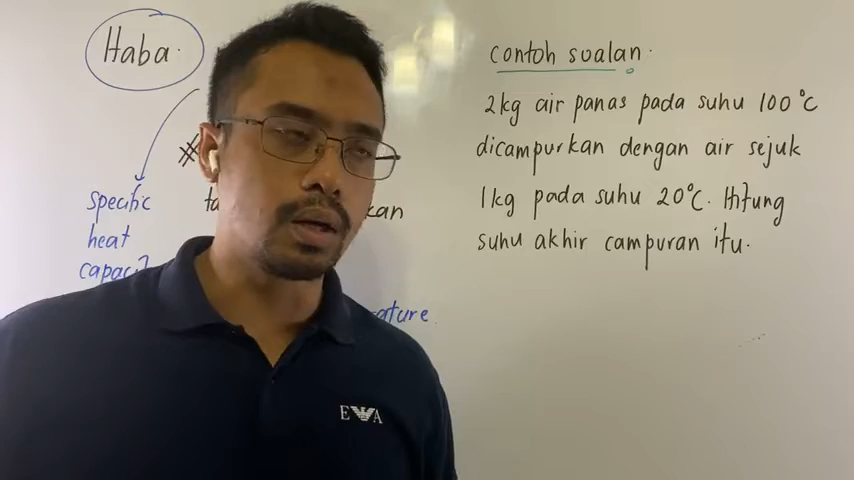 Haba.
contoh soalan.
2kg air panas pada suhu 100°C
dicampurkan dengan air sejuk
1kg pada suhu 20°C. Hitung
suhu akhir campuran itu.
specific
heat
EA